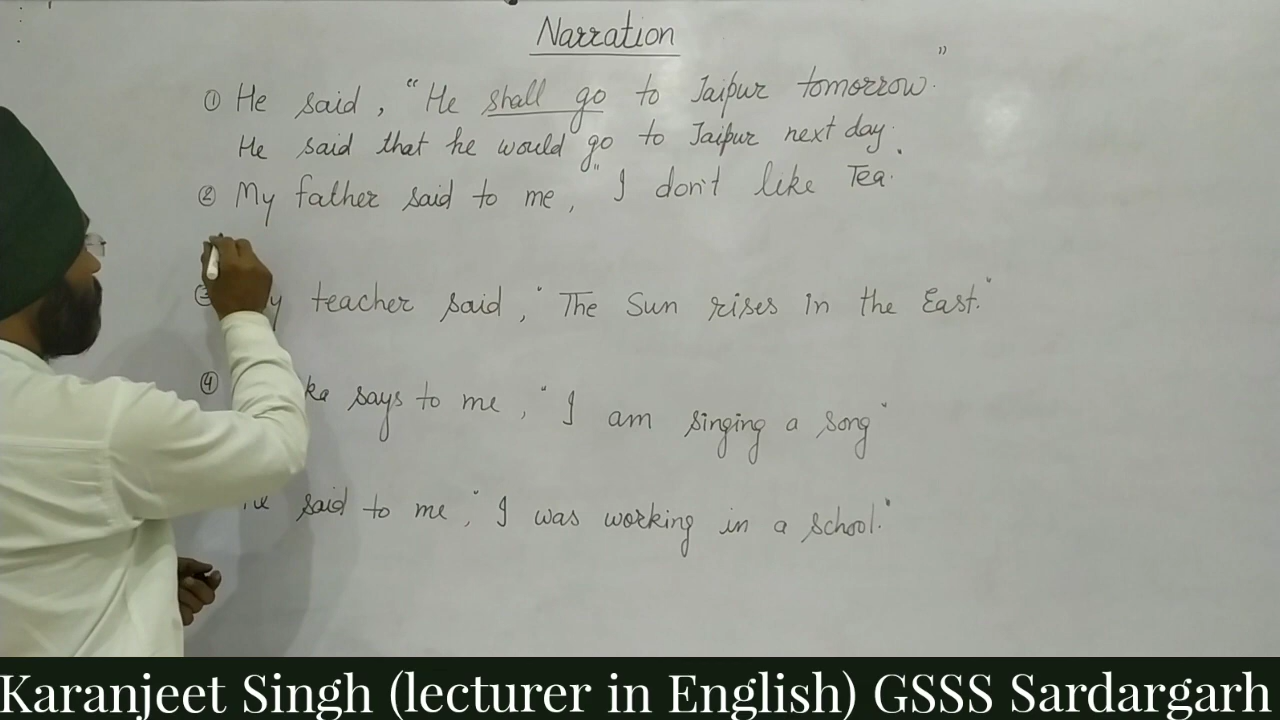 Narration
① He said, "He shall go to Jaipur tomorrow."
He said that he would go to Jaipur next day.
② My father said to me, "I don't like Tea."
③ teacher said, "The Sun rises in the East."
④ says to me, "I am singing a song"
said to me, "I was working in a school."
Karanjeet Singh (lecturer in English) GSSS Sardargarh